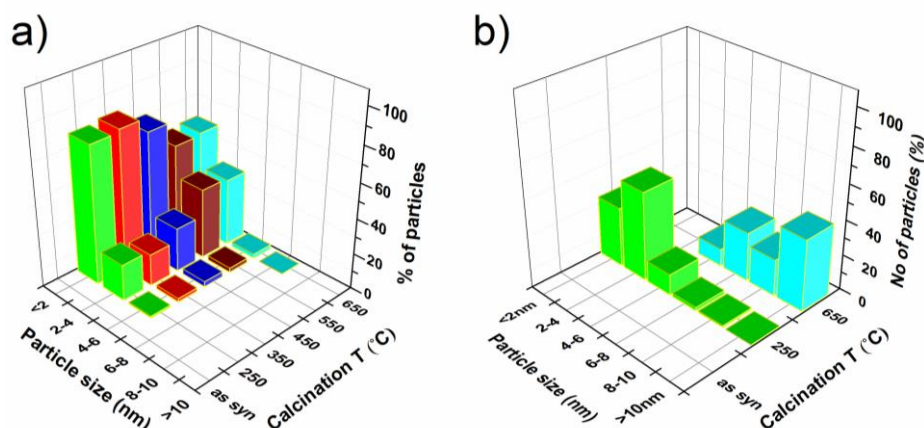 a)
100
80
60
40
20
0
% of particles
<2
2-4
4-6
6-8
8-10
>10
Particle size (nm)
as syn
250
350
450
550
650
Calcination T (°C)
b)
100
80
60
40
20
0
No of particles (%)
<2nm
2-4
4-6
6-8
8-10
>10nm
Particle size (nm)
as syn
250
650
Calcination T (°C)